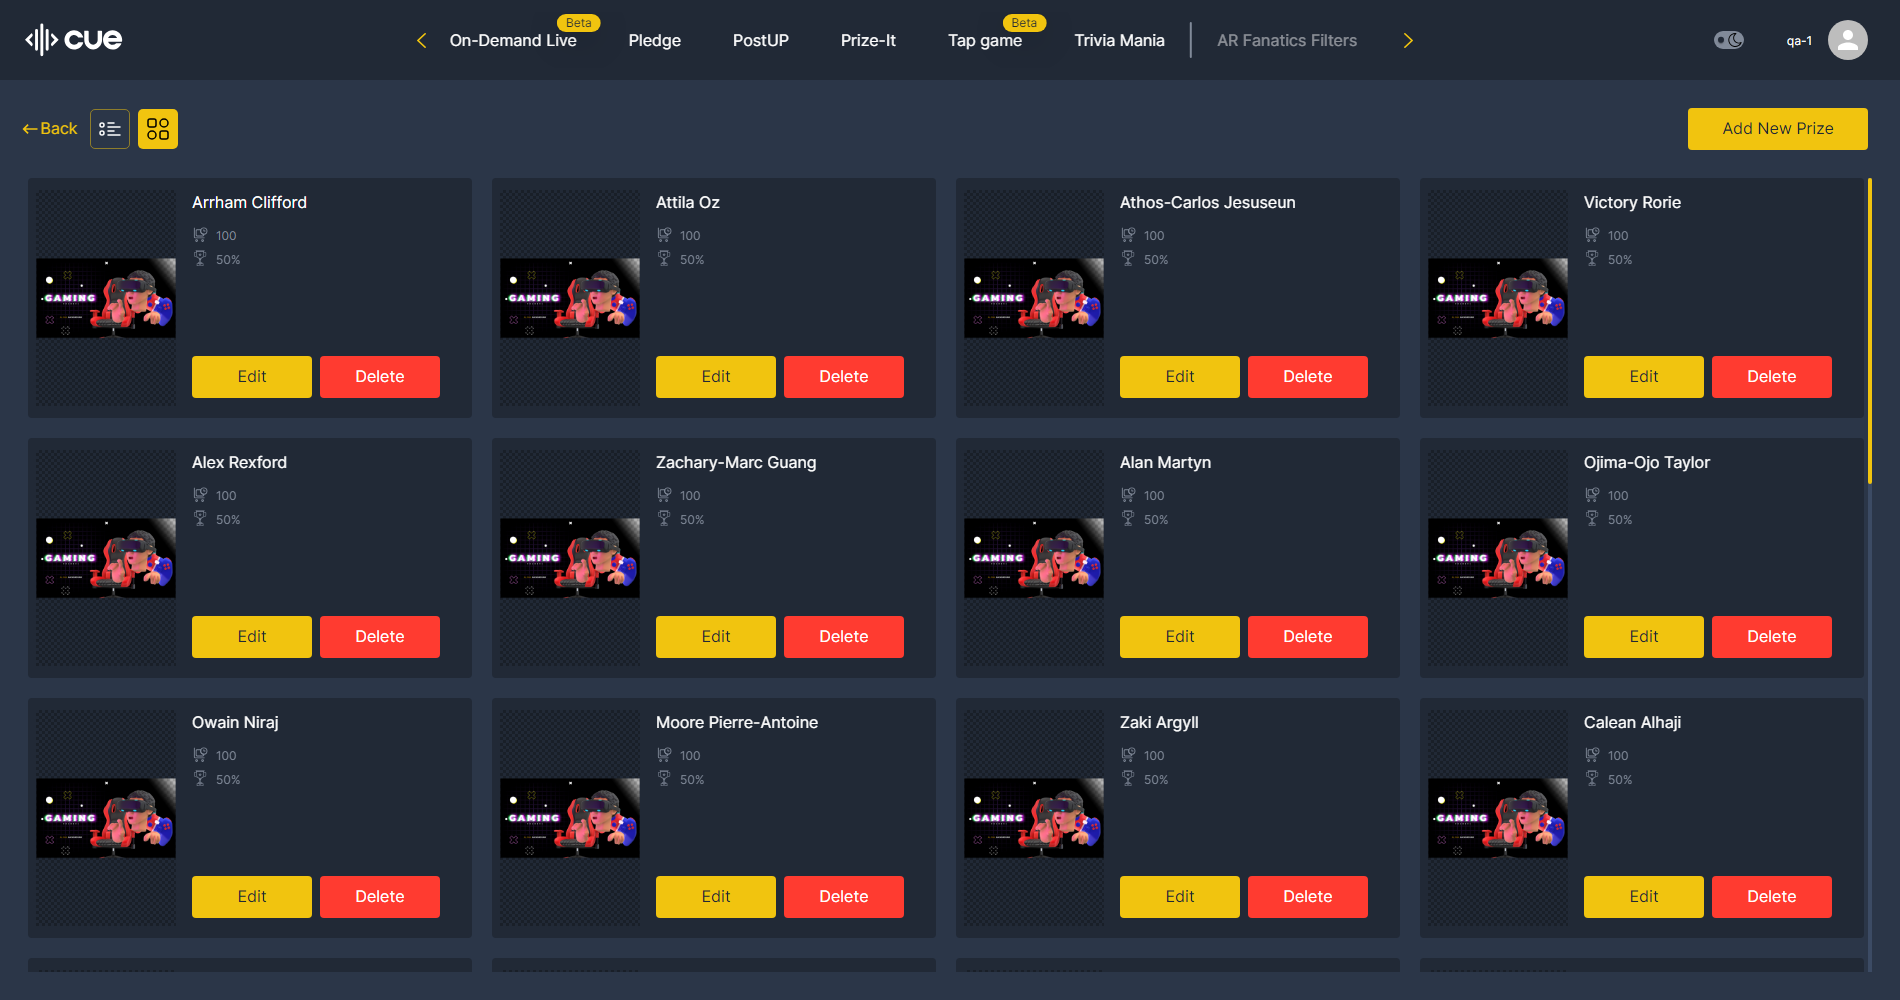 cue
On-Demand Live
Beta
Pledge
PostUP
Prize-It
Tap game
Beta
Trivia Mania
AR Fanatics Filters
qa-1
Back
Add New Prize
Arrham Clifford
100
50%
GAMING
Edit
Delete
Attila Oz
100
50%
GAMING
Edit
Delete
Athos-Carlos Jesuseun
100
50%
GAMING
Edit
Delete
Victory Rorie
100
50%
GAMING
Edit
Delete
Alex Rexford
100
50%
GAMING
Edit
Delete
Zachary-Marc Guang
100
50%
GAMING
Edit
Delete
Alan Martyn
100
50%
GAMING
Edit
Delete
Ojima-Ojo Taylor
100
50%
GAMING
Edit
Delete
Owain Niraj
100
50%
GAMING
Edit
Delete
Moore Pierre-Antoine
100
50%
GAMING
Edit
Delete
Zaki Argyll
100
50%
GAMING
Edit
Delete
Calean Alhaji
100
50%
GAMING
Edit
Delete